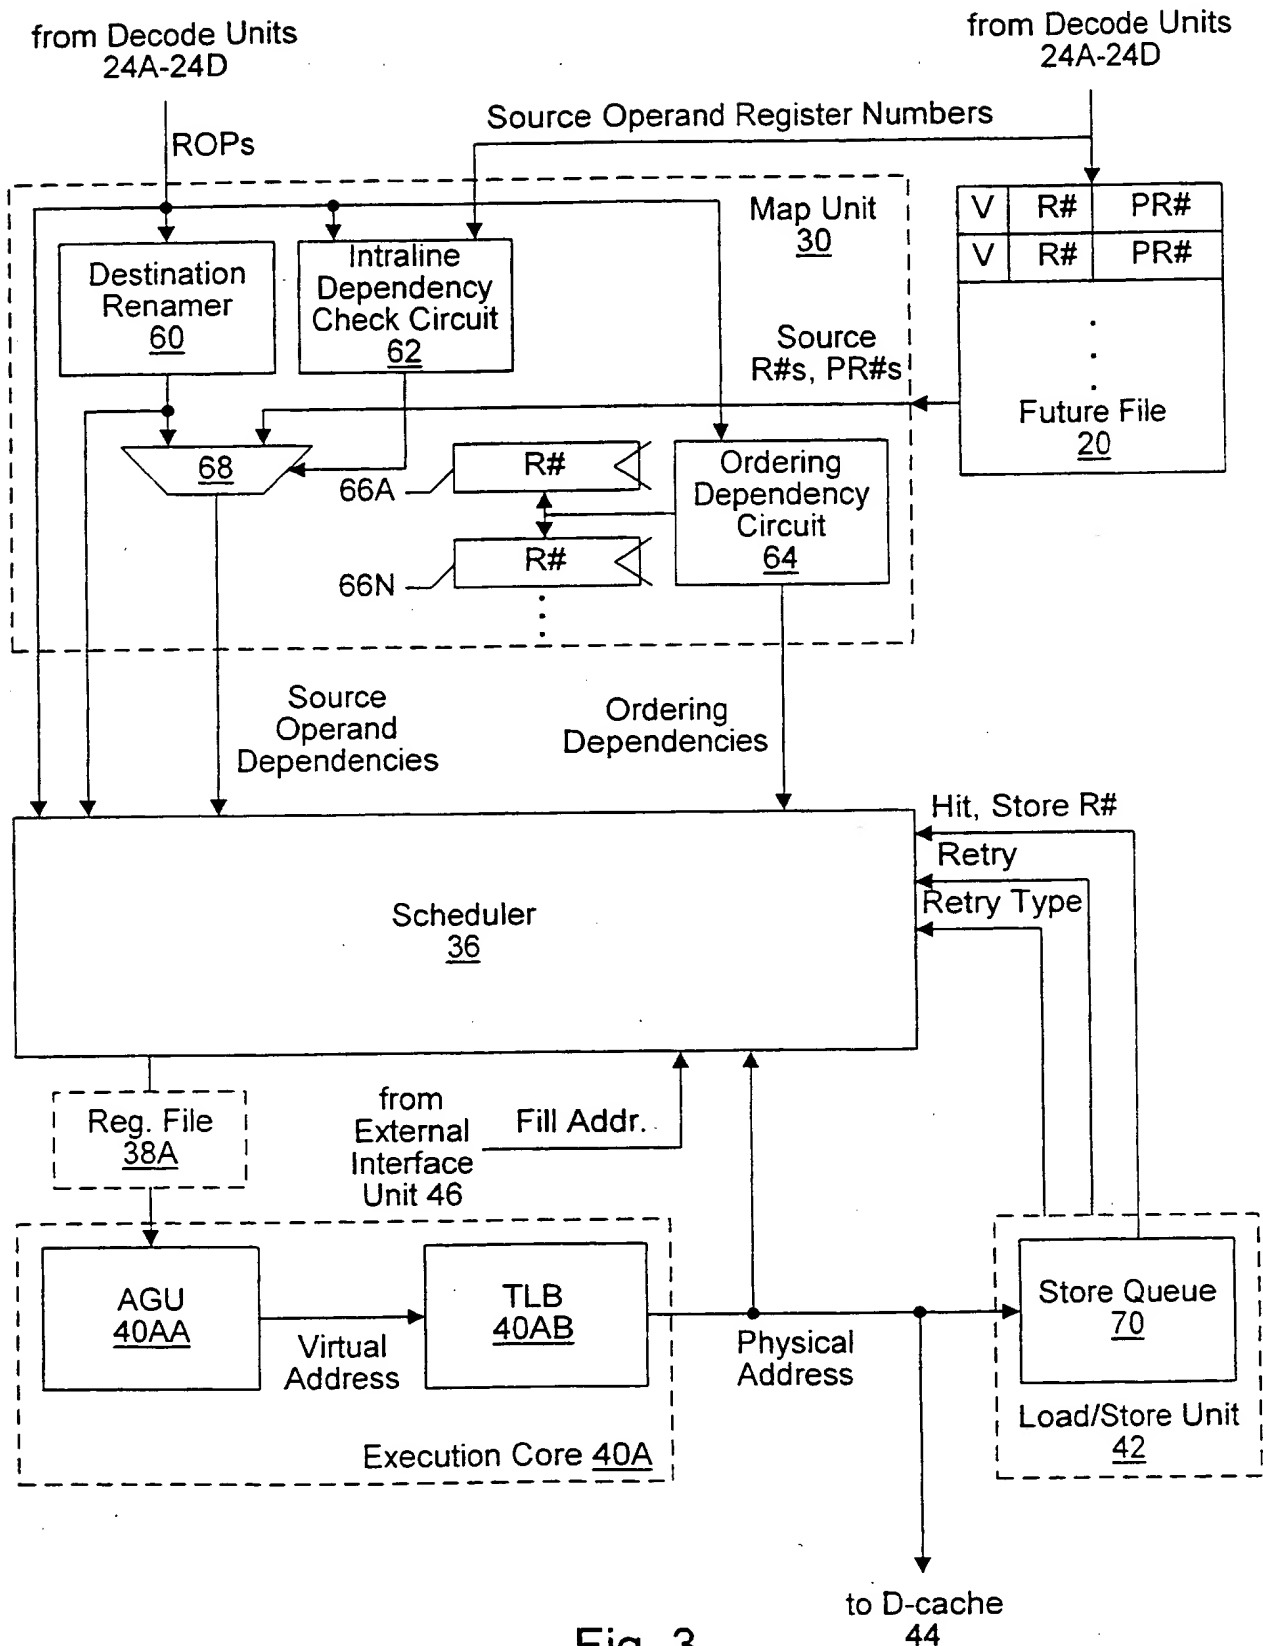 from Decode Units
24A-24D
from Decode Units
24A-24D
Source Operand Register Numbers
ROPs
Map Unit
30
V R# PR#
V R# PR#
Destination
Renamer
60
Intraline
Dependency
Check Circuit
62
Source
R#s, PR#s
Future File
20
68
66A
R#
66N
R#
Ordering
Dependency
Circuit
64
Source
Operand
Dependencies
Ordering
Dependencies
Hit, Store R#
Retry
Retry Type
Scheduler
36
Reg. File
38A
from
External
Interface
Unit 46
Fill Addr.
AGU
40AA
Virtual
Address
TLB
40AB
Physical
Address
Store Queue
70
Load/Store Unit
42
Execution Core 40A
to D-cache
44
Fig. 3